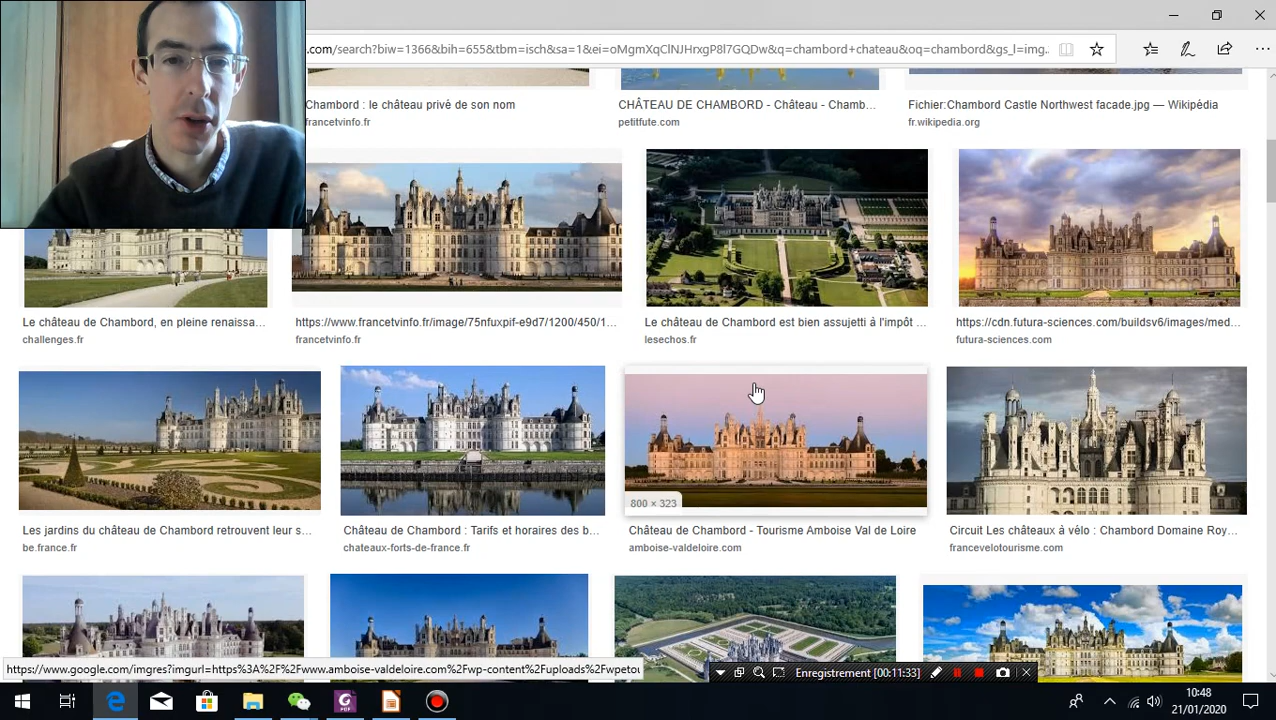 .com/search?biw=1366&bih=655&tbm=isch&sa=1&ei=oMgmXqClNJHrxgP8l7GQDw&q=chambord+chateau&oq=chambord&gs_l=img...
Chambord : le château privé de son nom
francetvinfo.fr
CHÂTEAU DE CHAMBORD - Château - Chamb...
petitfute.com
Fichier:Chambord Castle Northwest facade.jpg — Wikipédia
fr.wikipedia.org
Le château de Chambord, en pleine renaissa...
challenges.fr
https://www.francetvinfo.fr/image/75nfuxpif-e9d7/1200/450/1...
francetvinfo.fr
Le château de Chambord est bien assujetti à l'impôt ...
lesechos.fr
https://cdn.futura-sciences.com/buildsv6/images/med...
futura-sciences.com
800 × 323
Les jardins du château de Chambord retrouvent leur s...
be.france.fr
Château de Chambord : Tarifs et horaires des b...
chateaux-forts-de-france.fr
Château de Chambord - Tourisme Amboise Val de Loire
amboise-valdeloire.com
Circuit Les châteaux à vélo : Chambord Domaine Roy...
francevelotourisme.com
https://www.google.com/imgres?imgurl=https%3A%2F%2Fwww.amboise-valdeloire.com%2Fwp-content%2Fuploads%2Fwpetou
Enregistrement [00:11:33]
10:48
21/01/2020